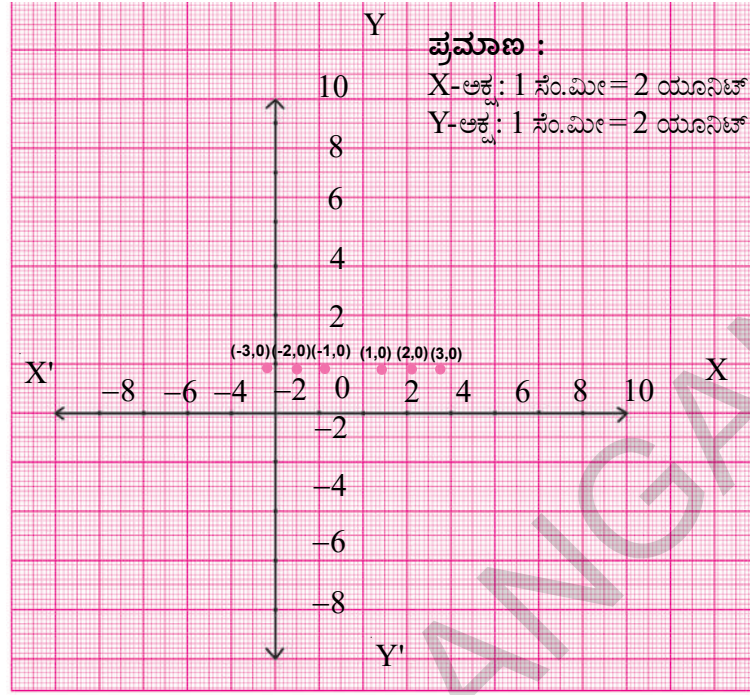 Y
ಪ್ರಮಾಣ :
X-ಅಕ್ಷ: 1 ಸೆಂ.ಮೀ = 2 ಯೂನಿಟ್
Y-ಅಕ್ಷ: 1 ಸೆಂ.ಮೀ = 2 ಯೂನಿಟ್
10
8
6
4
2
(-3,0) (-2,0) (-1,0) (1,0) (2,0) (3,0)
X' X
−8 −6 −4 −2 0 2 4 6 8 10
−2
−4
−6
−8
Y'
ANGAN